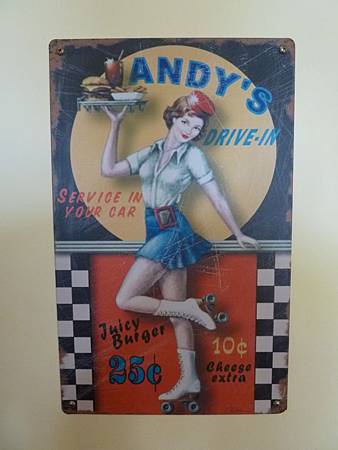 ANDY'S
DRIVE-IN
SERVICE IN
YOUR CAR
Juicy
Burger
25¢
10¢
Cheese
extra